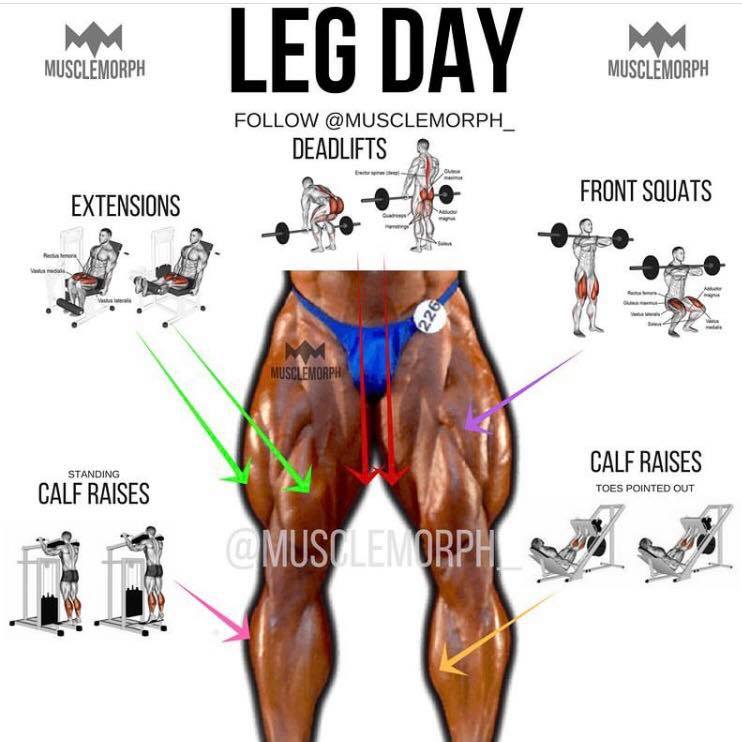 LEG DAY
MUSCLEMORPH
MUSCLEMORPH
FOLLOW @MUSCLEMORPH_
DEADLIFTS
Erector spinae (deep)
Gluteus
maximus
Quadriceps
Adductor
magnus
Hamstrings
Soleus
EXTENSIONS
Rectus femoris
Vastus medialis
Vastus lateralis
FRONT SQUATS
Rectus femoris
Gluteus maximus
Vastus lateralis
Soleus
Adductor
magnus
Vastus
medialis
226
MUSCLEMORPH
STANDING
CALF RAISES
CALF RAISES
TOES POINTED OUT
@MUSCLEMORPH_